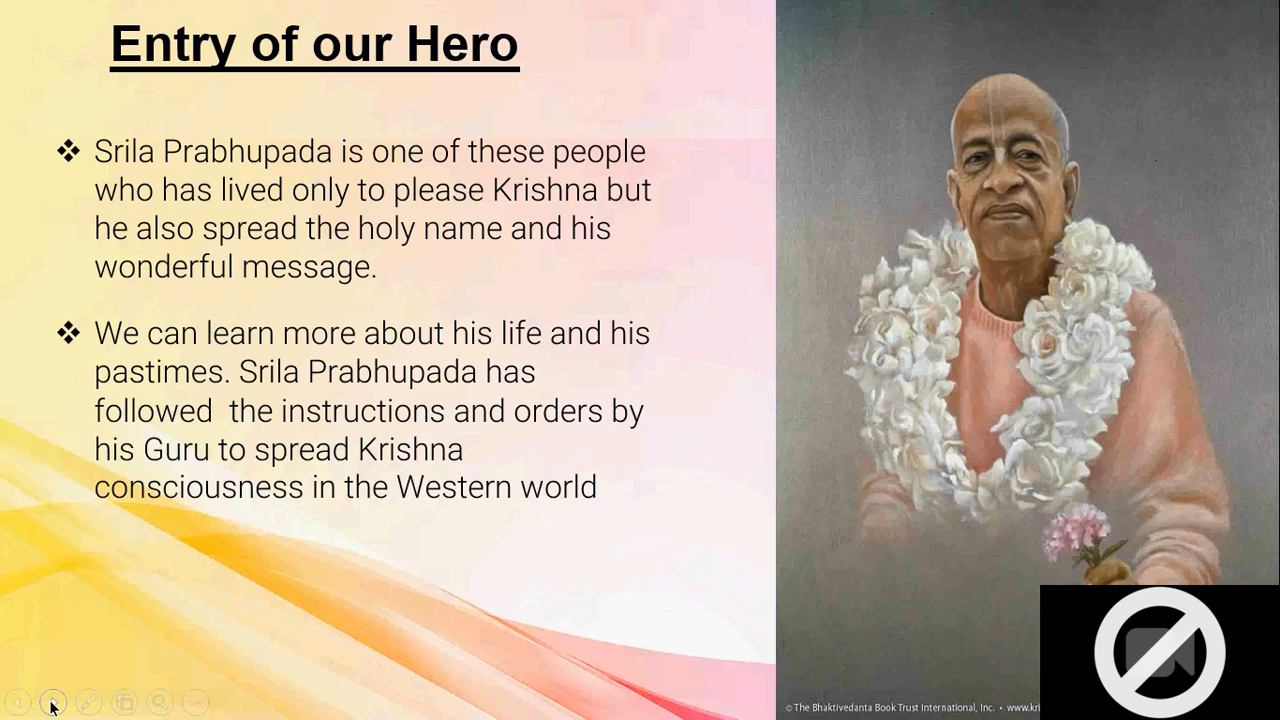 Entry of our Hero
❖ Srila Prabhupada is one of these people
who has lived only to please Krishna but
he also spread the holy name and his
wonderful message.
❖ We can learn more about his life and his
pastimes. Srila Prabhupada has
followed  the instructions and orders by
his Guru to spread Krishna
consciousness in the Western world
© The Bhaktivedanta Book Trust International, Inc. • www.kri